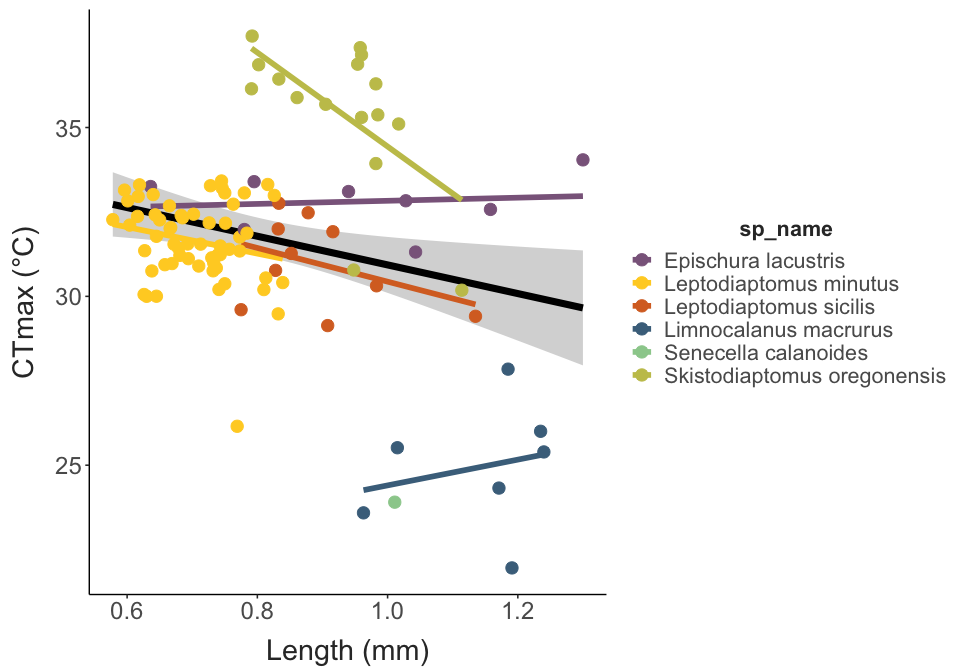 35
30
25
CTmax (°C)
0.6 0.8 1.0 1.2
Length (mm)
sp_name
Epischura lacustris
Leptodiaptomus minutus
Leptodiaptomus sicilis
Limnocalanus macrurus
Senecella calanoides
Skistodiaptomus oregonensis